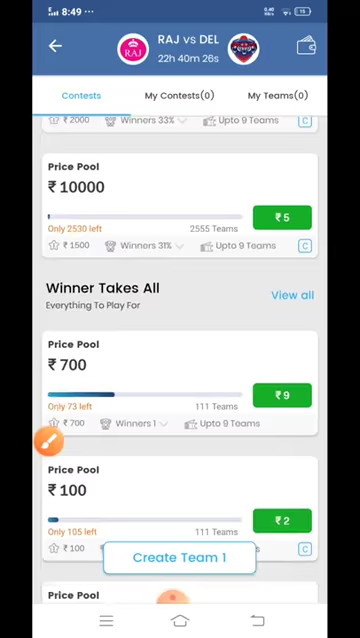 8:49
15
RAJ vs DEL
RAJ
22h 40m 26s
Contests
My Contests(0)
My Teams(0)
₹ 2000
Winners 33%
Upto 9 Teams
C
Price Pool
₹ 10000
₹ 5
Only 2530 left
2555 Teams
₹ 1500
Winners 31%
Upto 9 Teams
C
Winner Takes All
View all
Everything To Play For
Price Pool
₹ 700
₹ 9
Only 73 left
111 Teams
₹ 700
Winners 1
Upto 9 Teams
Price Pool
₹ 100
₹ 2
Only 105 left
111 Teams
₹ 100
C
Create Team 1
Price Pool